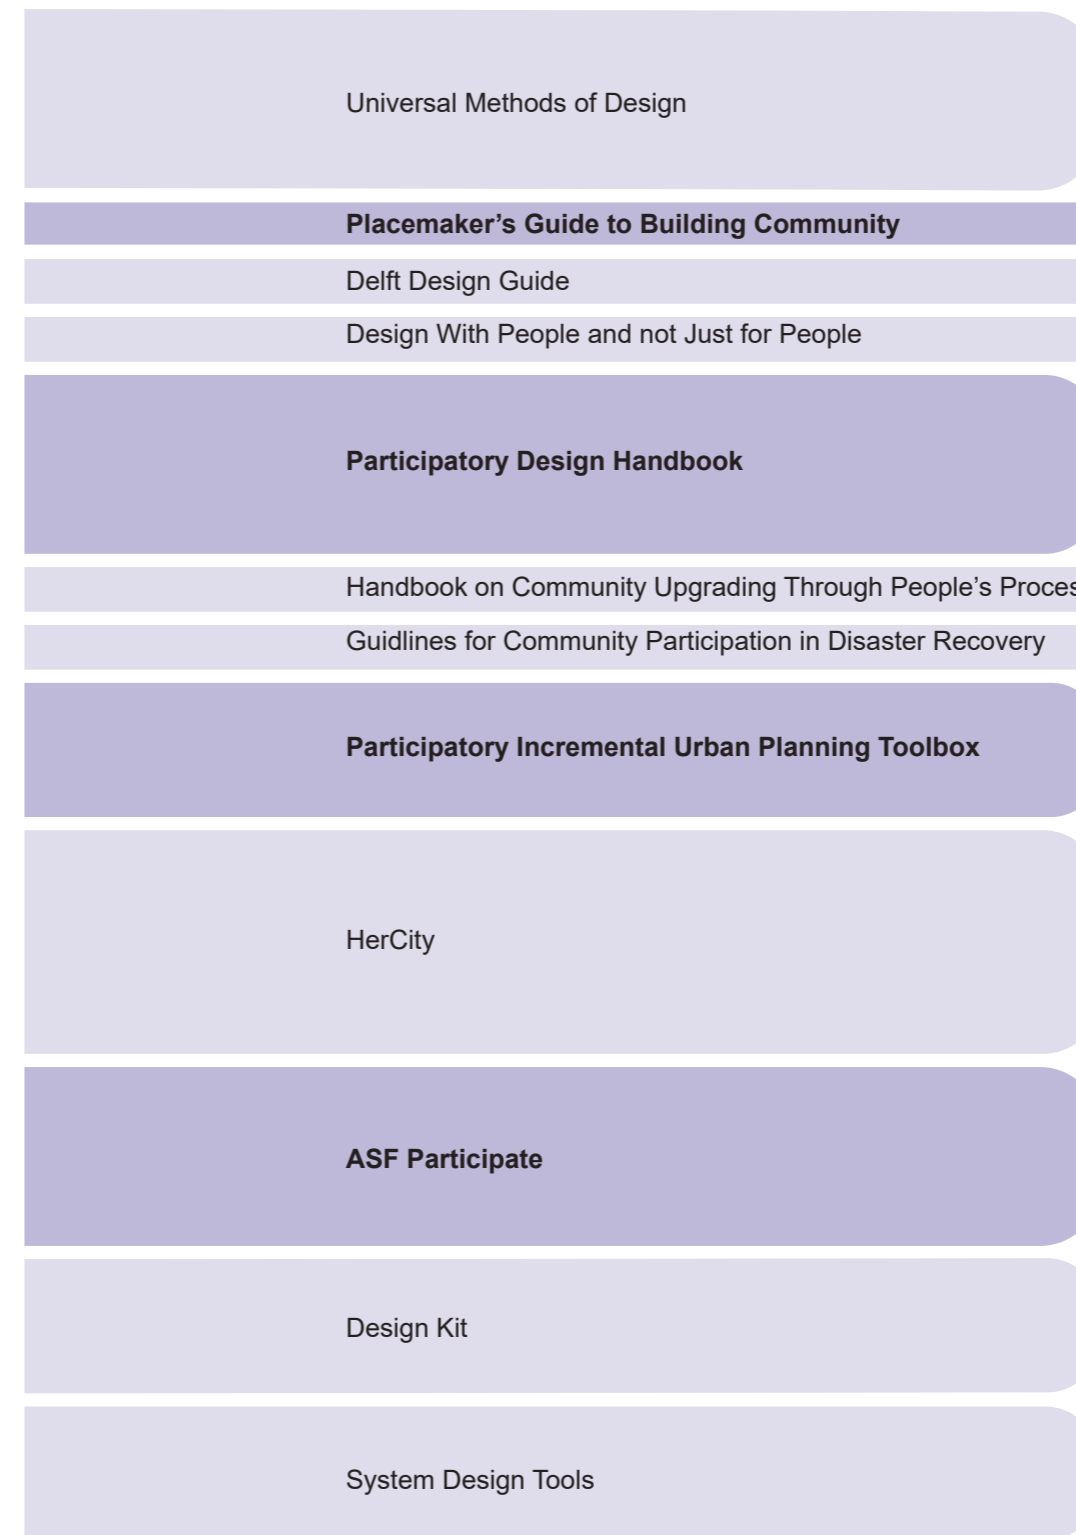 Universal Methods of Design
Placemaker’s Guide to Building Community
Delft Design Guide
Design With People and not Just for People
Participatory Design Handbook
Handbook on Community Upgrading Through People’s Proces
Guidlines for Community Participation in Disaster Recovery
Participatory Incremental Urban Planning Toolbox
HerCity
ASF Participate
Design Kit
System Design Tools